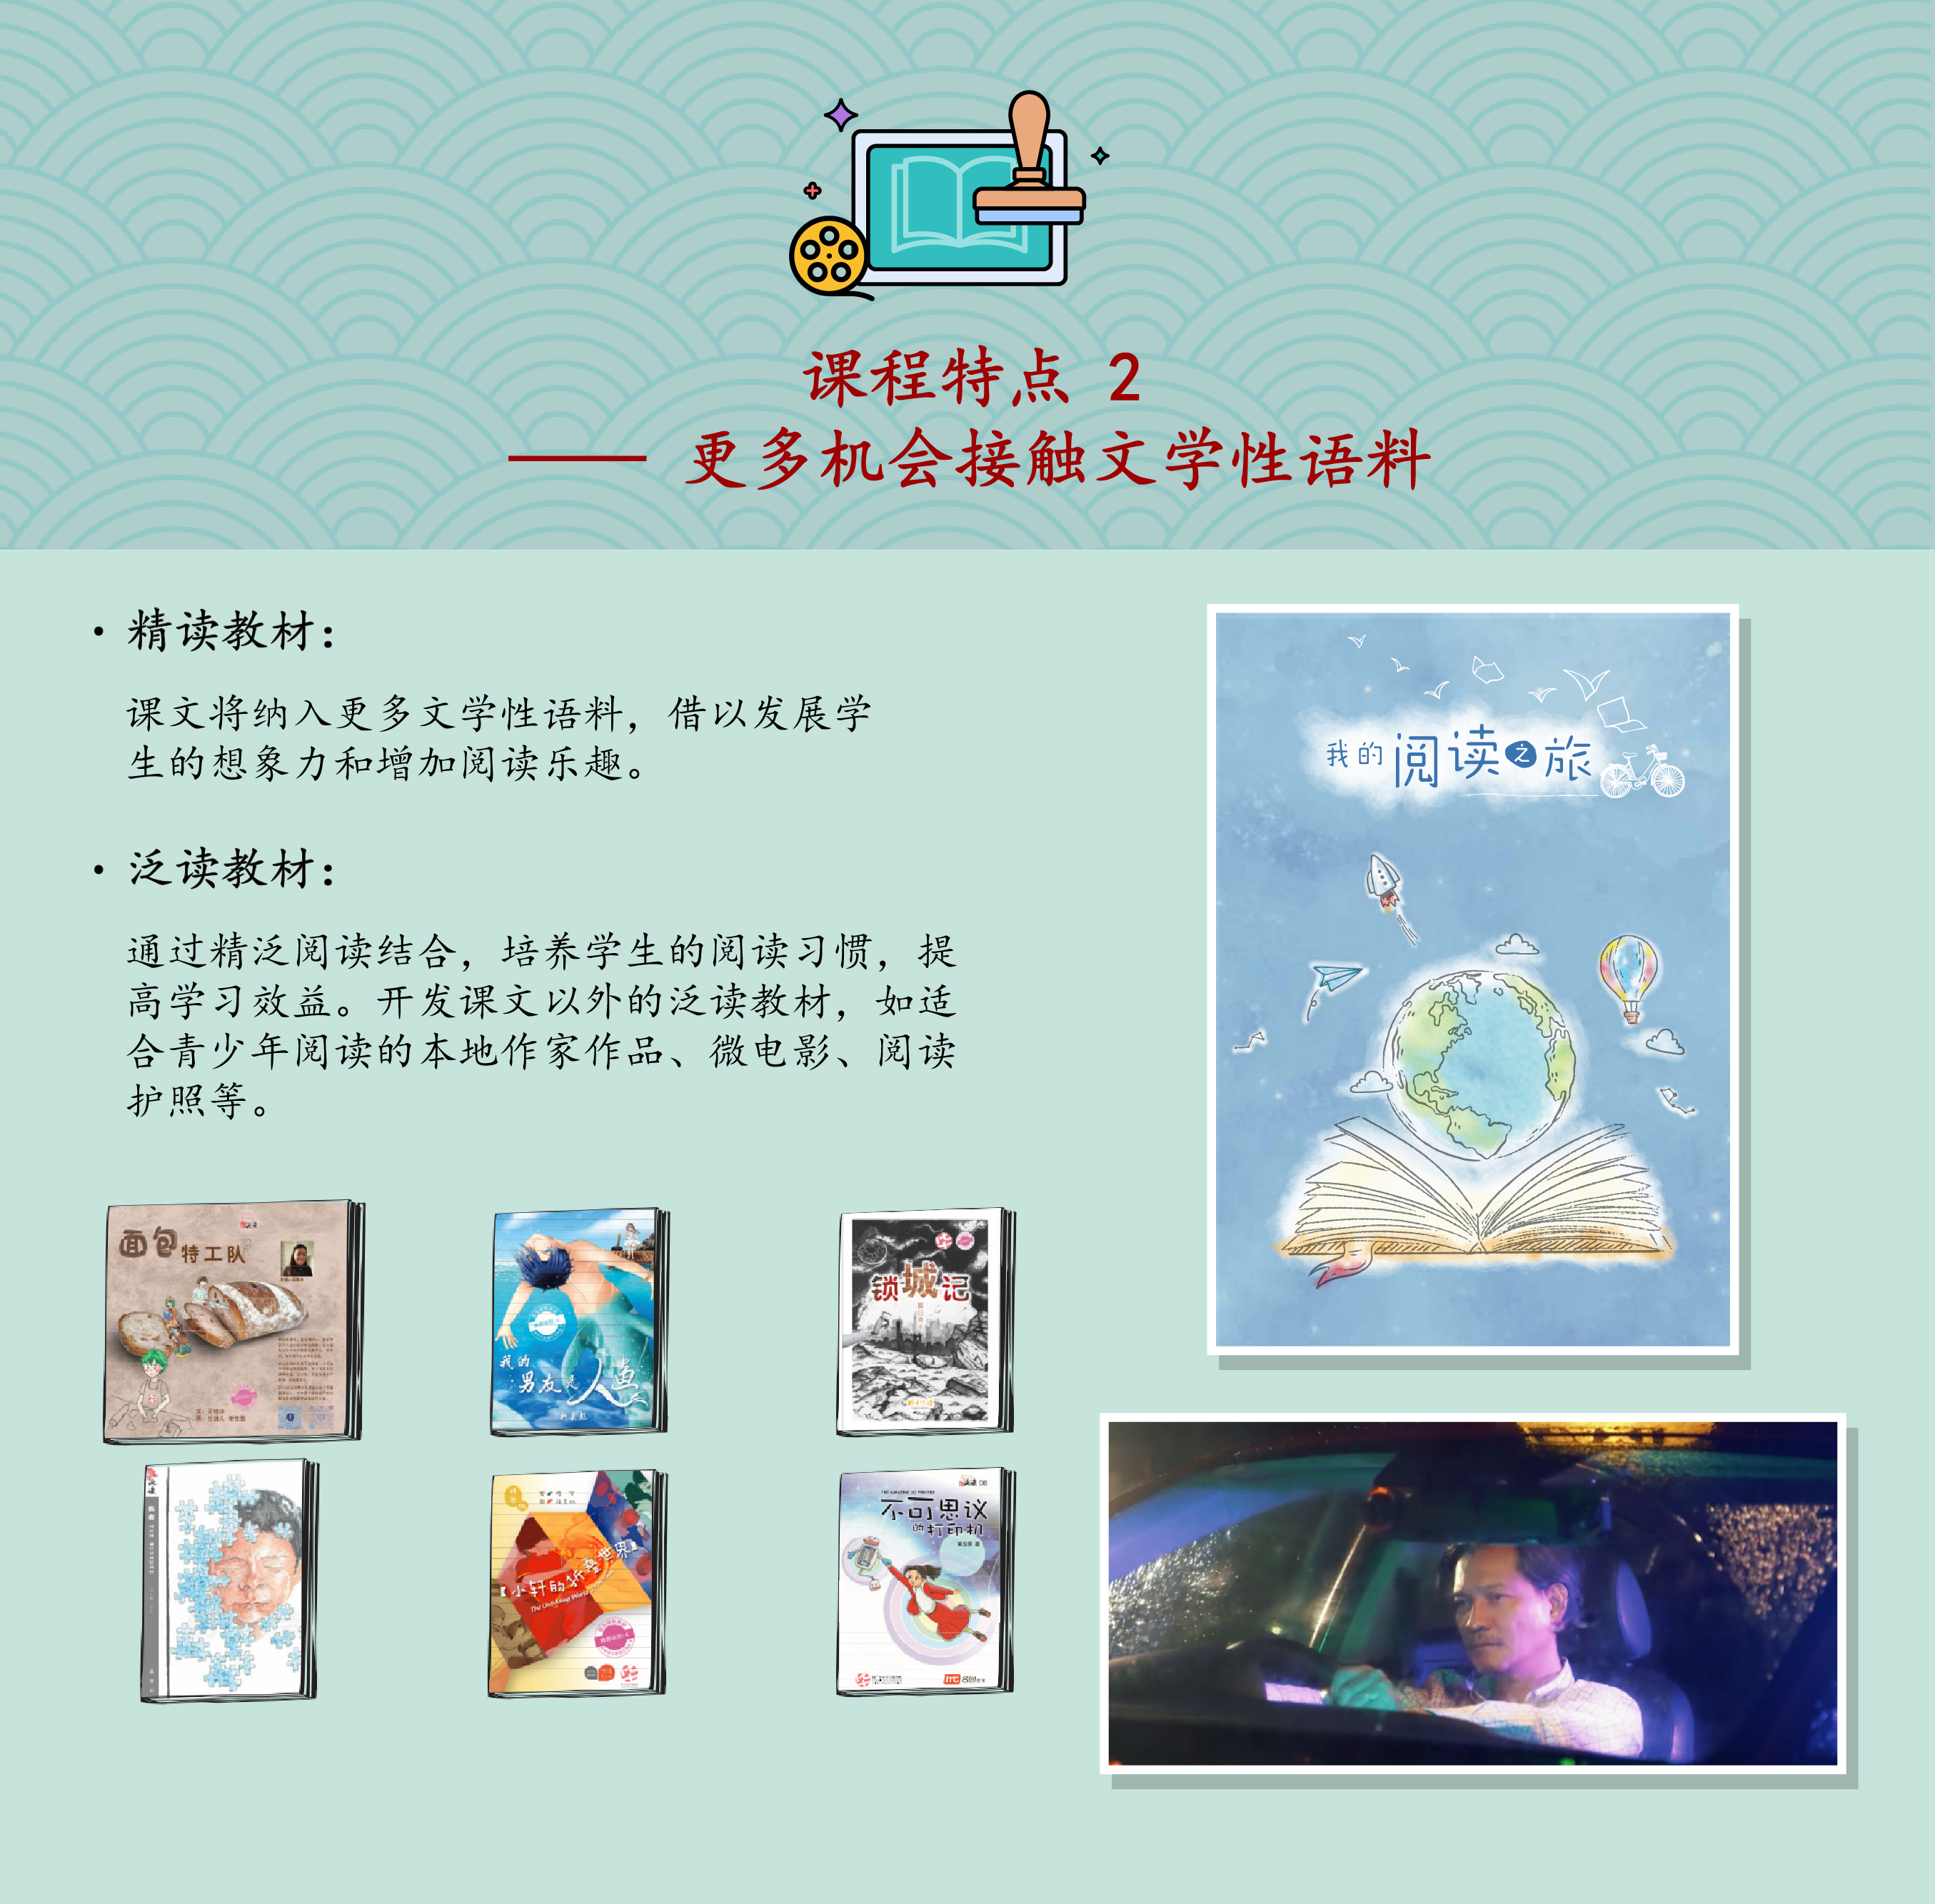 课程特点 2
—— 更多机会接触文学性语料
• 精读教材：
课文将纳入更多文学性语料，借以发展学
生的想象力和增加阅读乐趣。
• 泛读教材：
通过精泛阅读结合，培养学生的阅读习惯，提
高学习效益。开发课文以外的泛读教材，如适
合青少年阅读的本地作家作品、微电影、阅读
护照等。
我的阅读之旅
面包特工队
我的
男友是人鱼
锁城记
小轩的折叠世界
The Unfolding World
THE AMAZING 3D PRINTER
不可思议
的打印机